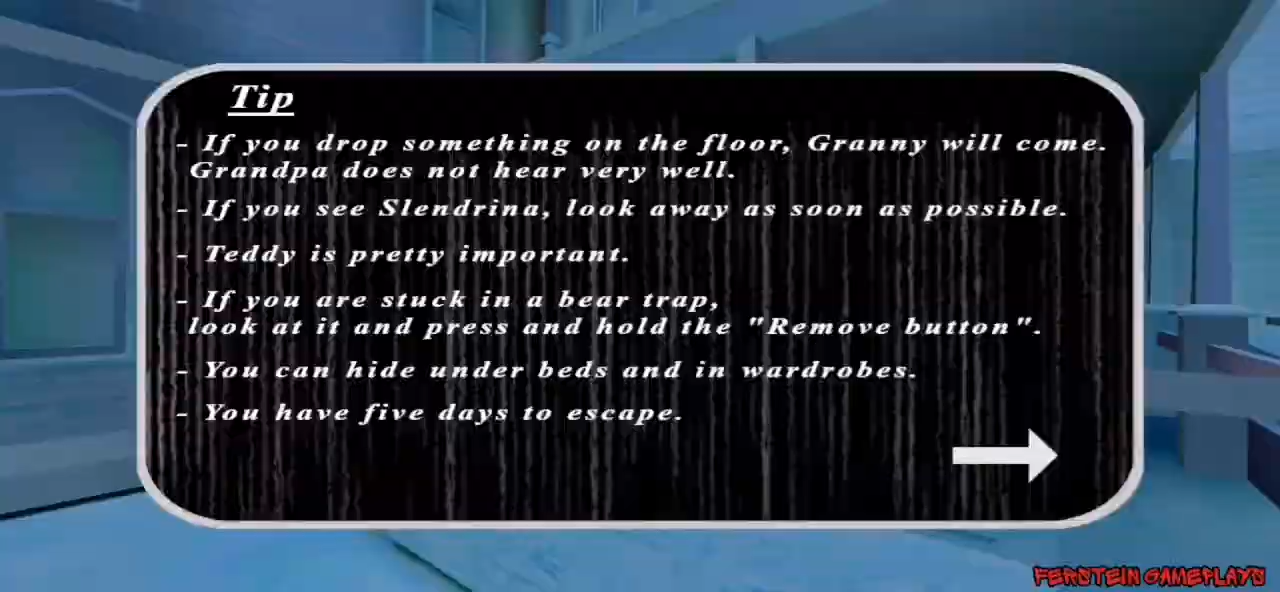 Tip
- If you drop something on the floor, Granny will come.
Grandpa does not hear very well.
- If you see Slendrina, look away as soon as possible.
- Teddy is pretty important.
- If you are stuck in a bear trap,
look at it and press and hold the "Remove button".
- You can hide under beds and in wardrobes.
- You have five days to escape.
FERSTEIN GAMEPLAYS